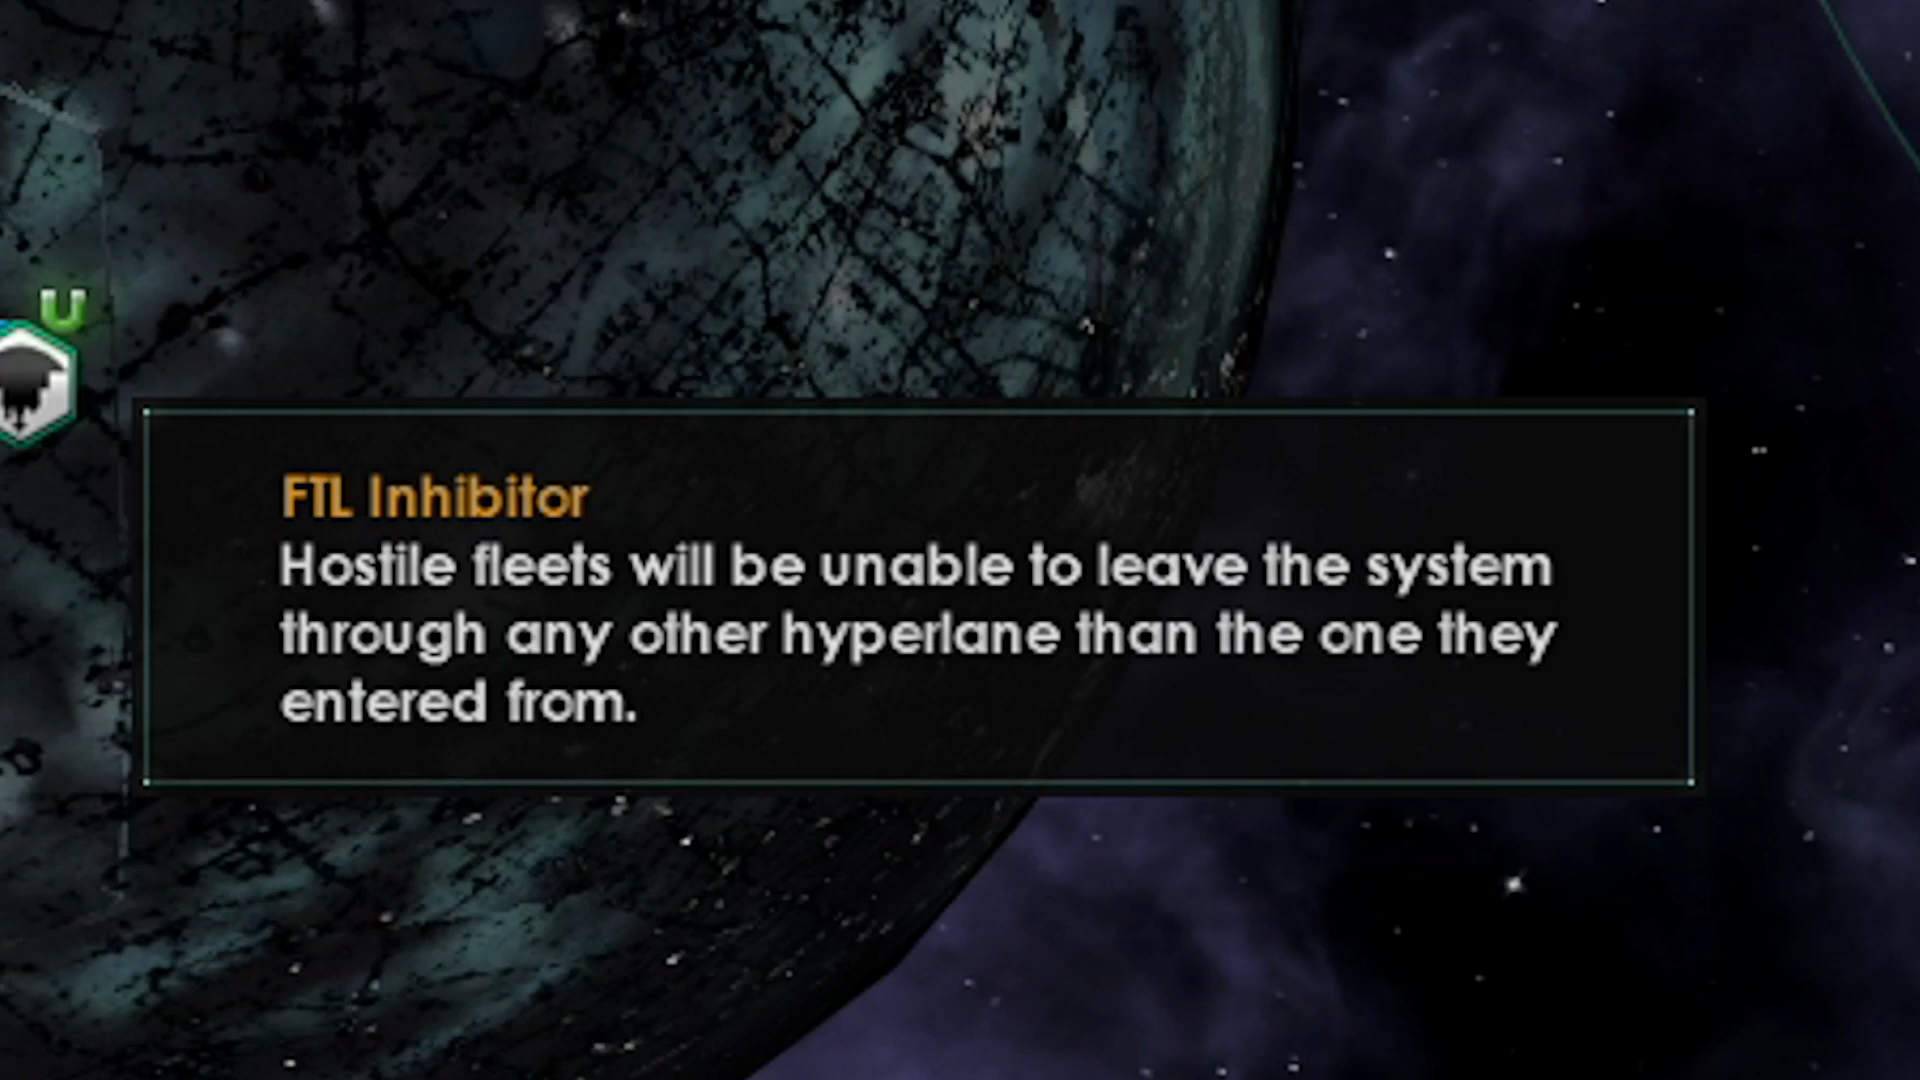 U
FTL Inhibitor
Hostile fleets will be unable to leave the system
through any other hyperlane than the one they
entered from.